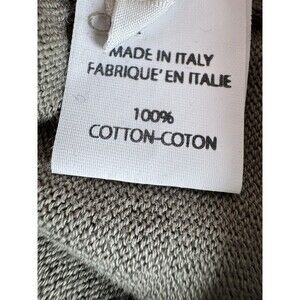 MADE IN ITALY
FABRIQUE' EN ITALIE
100%
COTTON-COTON